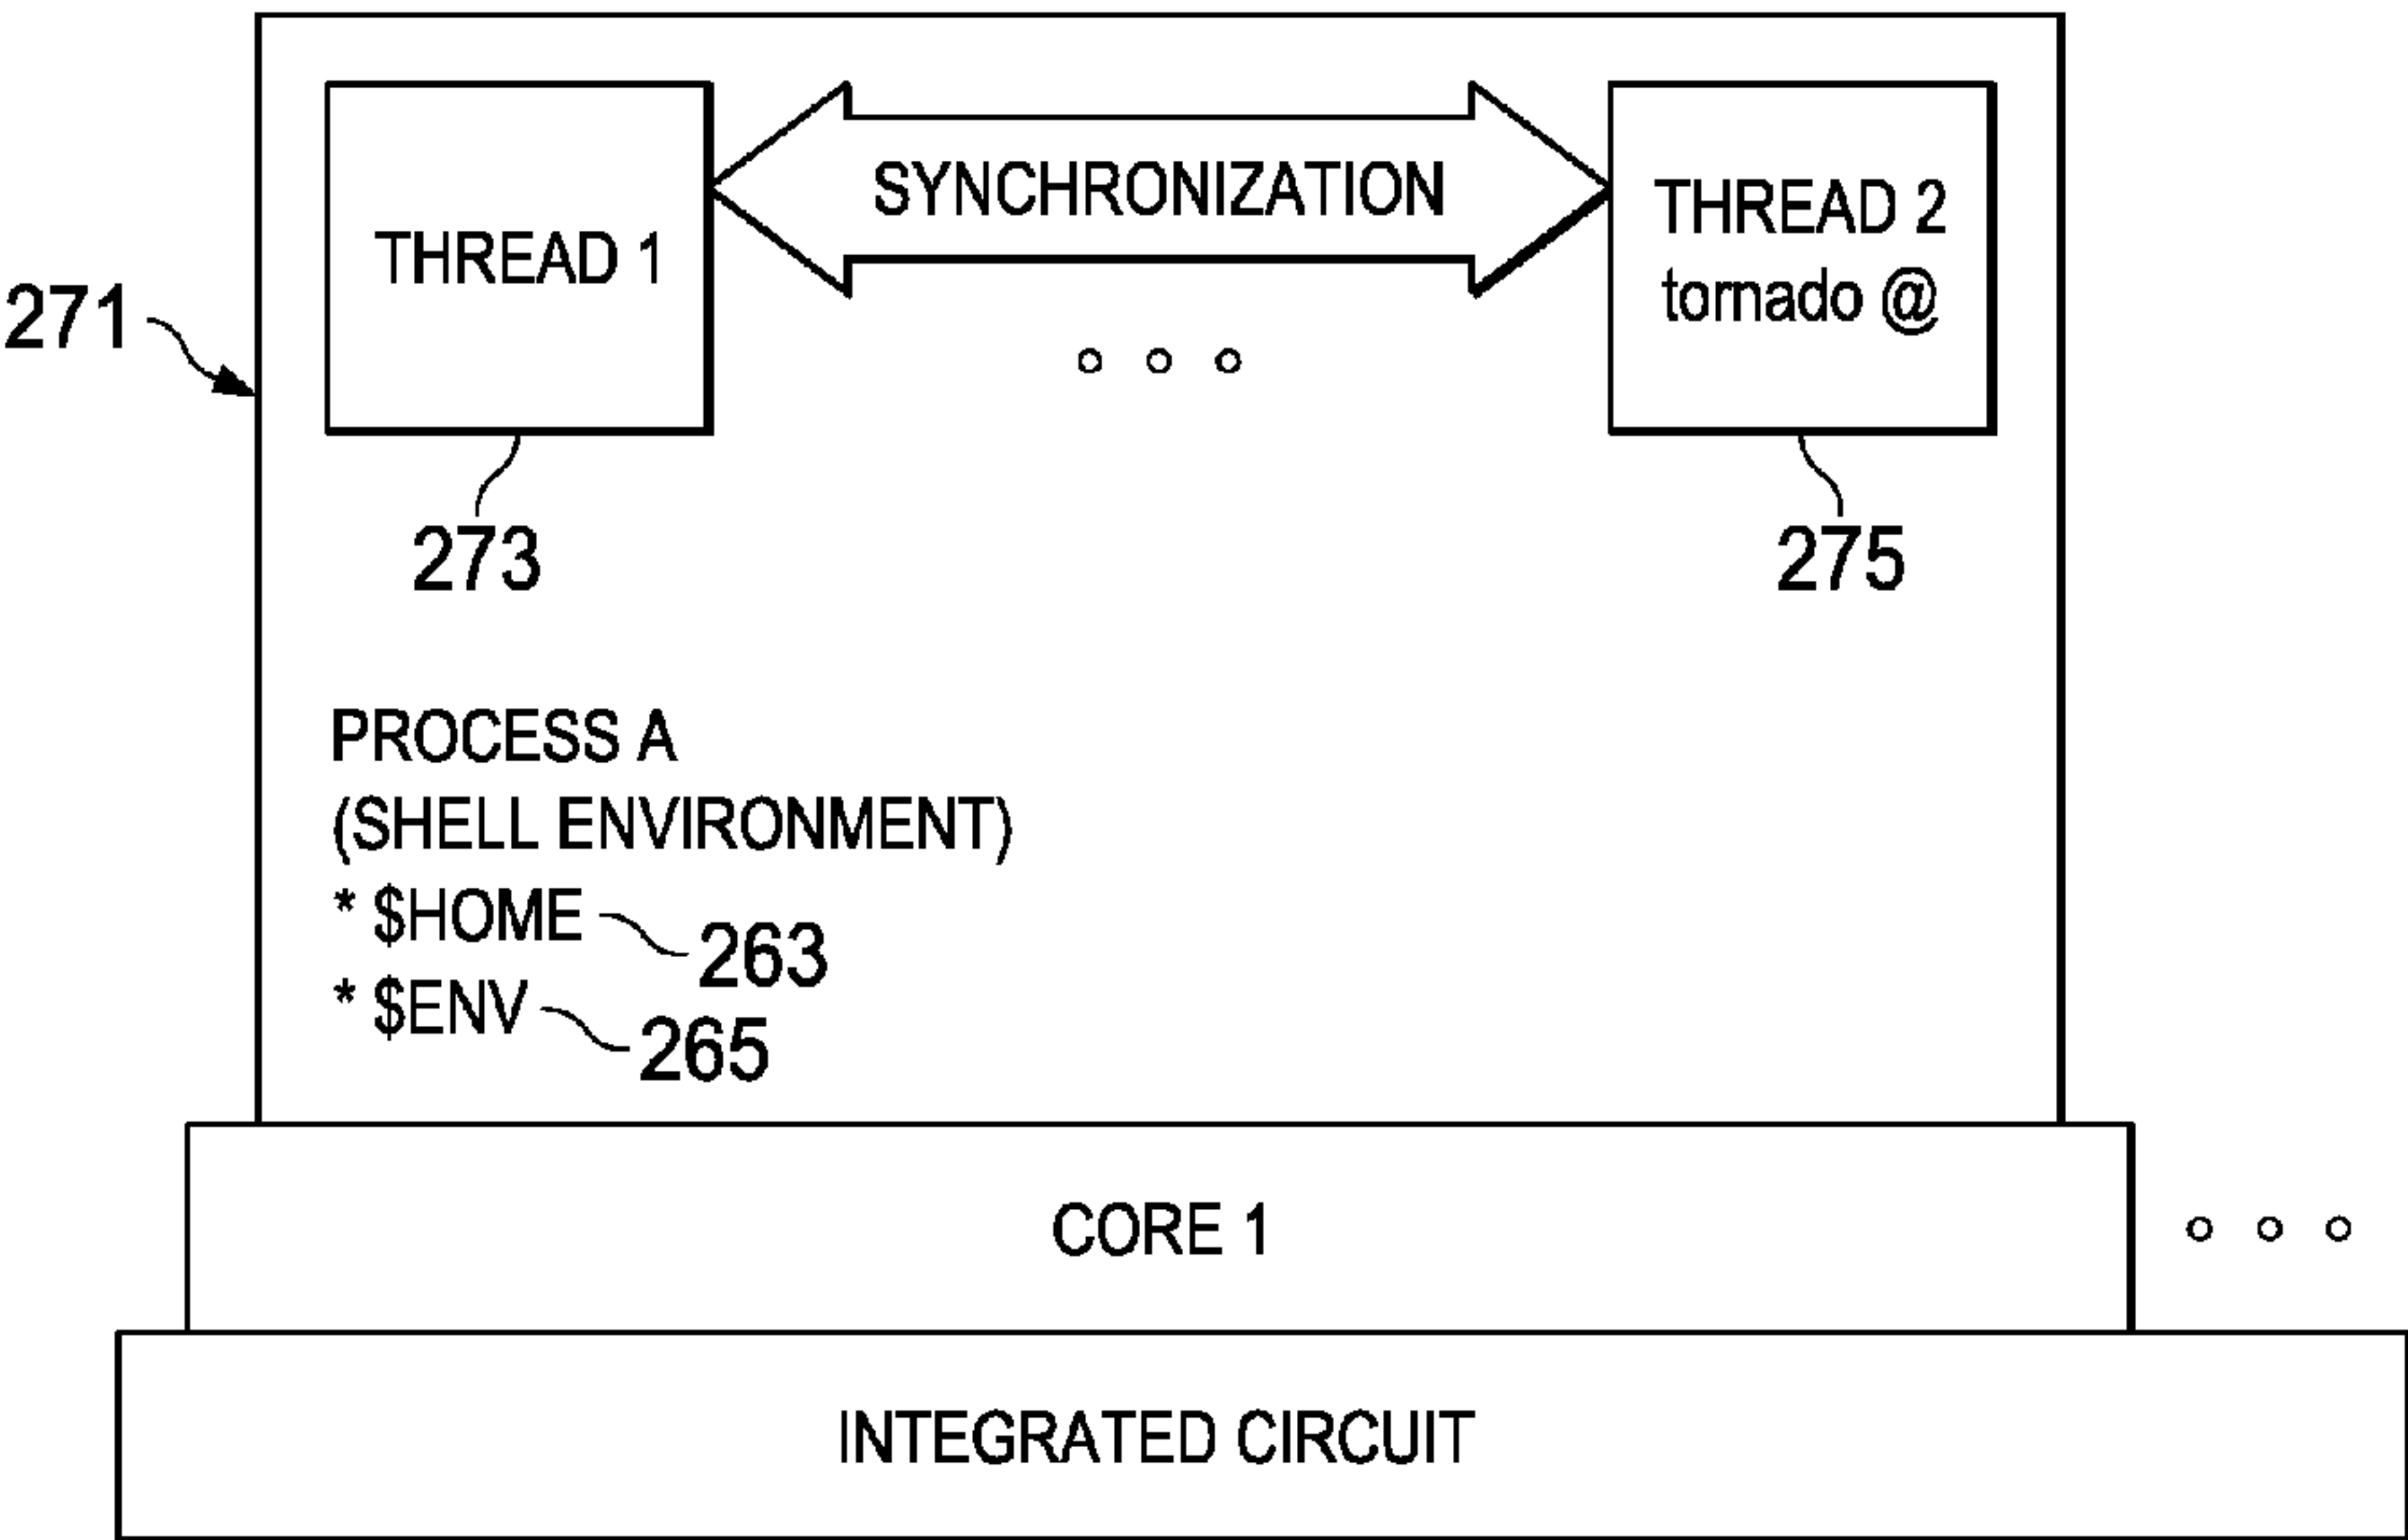 SYNCHRONIZATION
THREAD 1
THREAD 2
tornado @
271
273
275
PROCESS A
(SHELL ENVIRONMENT)
* $HOME
263
* $ENV
265
CORE 1
INTEGRATED CIRCUIT